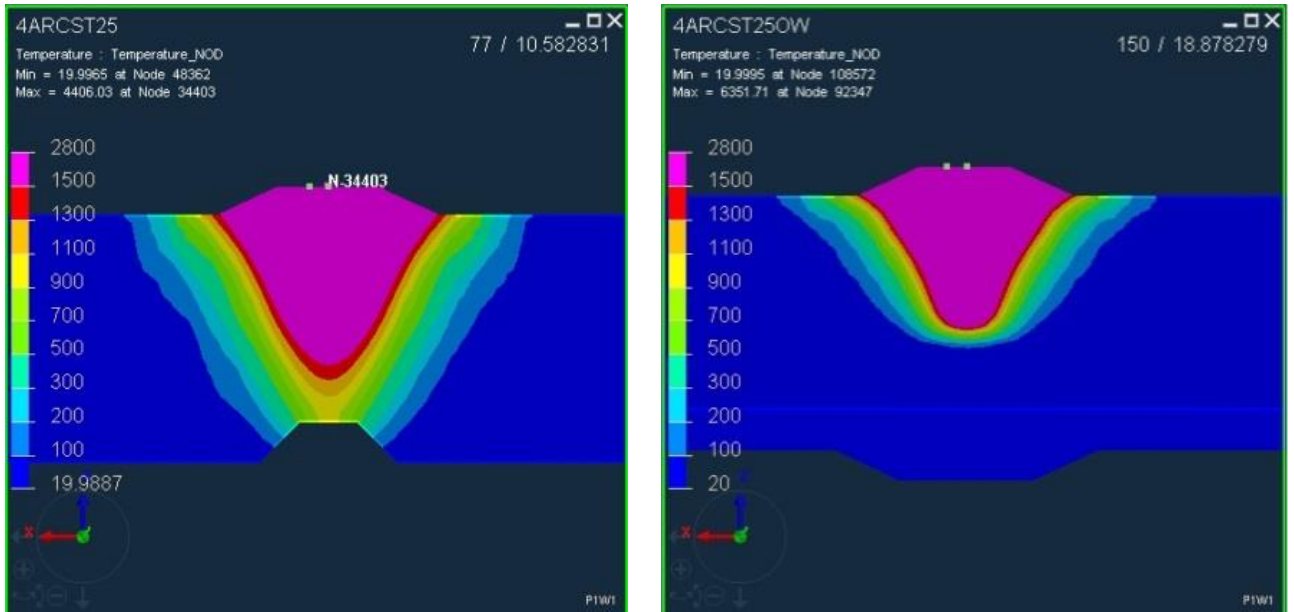 4ARCST25
77 / 10.582831
Temperature : Temperature_NOD
Min = 19.9965 at Node 48362
Max = 4406.03 at Node 34403
N-34403
2800
1500
1300
1100
900
700
500
300
200
100
19.9887
X
P1W1
4ARCST25OW
150 / 18.878279
Temperature : Temperature_NOD
Min = 19.9995 at Node 108572
Max = 6351.71 at Node 92347
2800
1500
1300
1100
900
700
500
300
200
100
20
X
P1W1